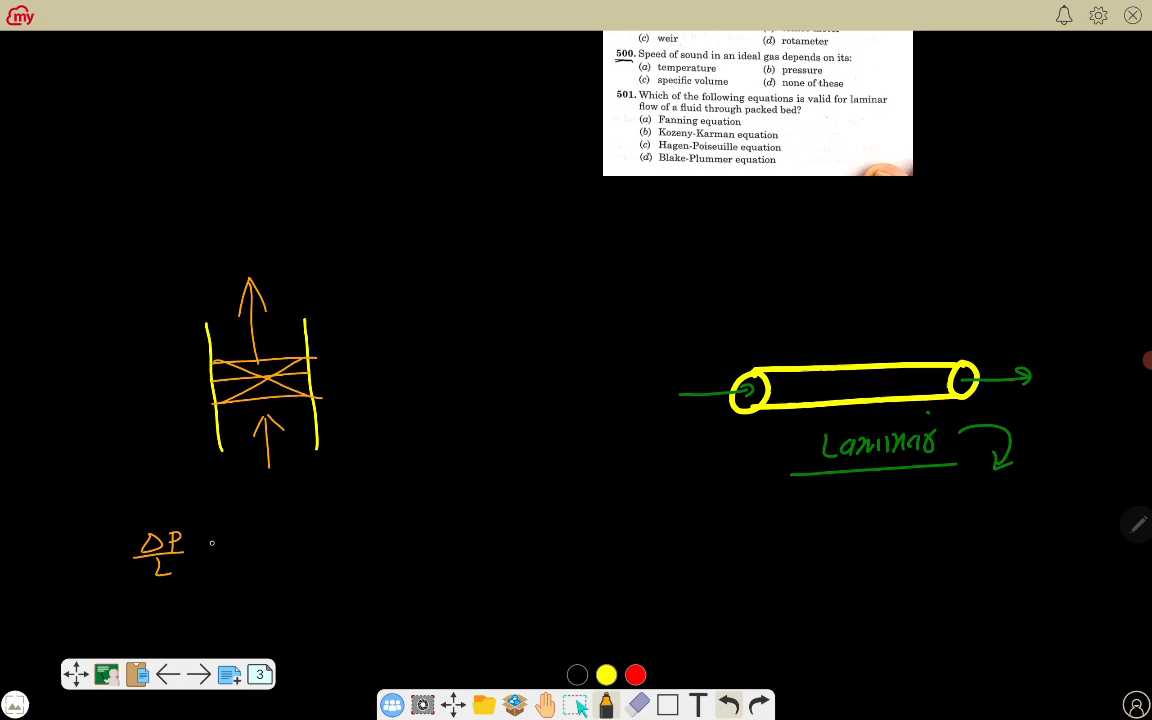 my
(c) weir
(d) rotameter
500. Speed of sound in an ideal gas depends on its:
(a) temperature
(b) pressure
(c) specific volume
(d) none of these
501. Which of the following equations is valid for laminar
flow of a fluid through packed bed?
(a) Fanning equation
(b) Kozeny-Karman equation
(c) Hagen-Poiseuille equation
(d) Blake-Plummer equation
Laminar
ΔP
L
3
T